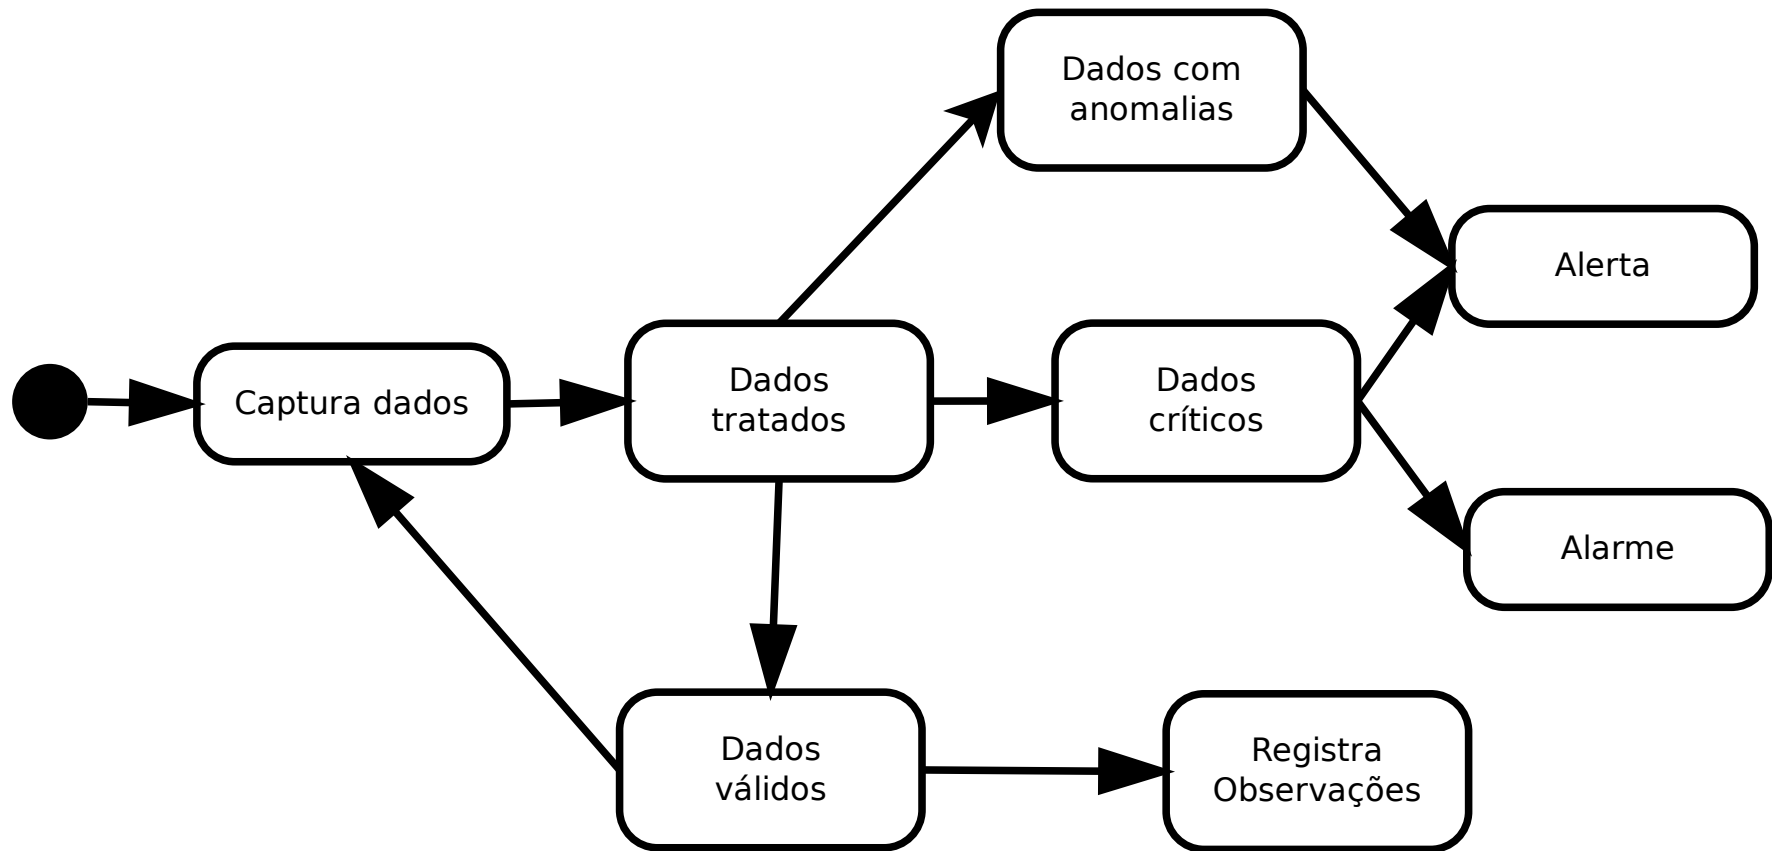 Dados com
anomalias
Alerta
Captura dados
Dados
tratados
Dados
críticos
Alarme
Dados
válidos
Registra
Observações